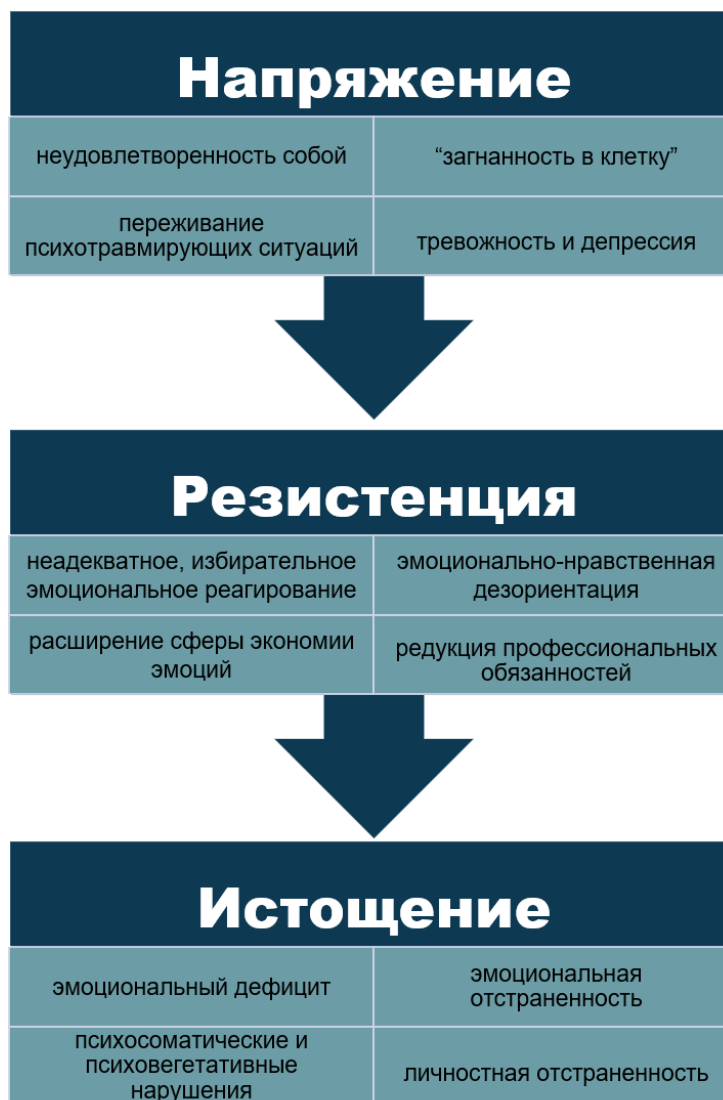 Напряжение
неудовлетворенность собой
“загнанность в клетку”
переживание
психотравмирующих ситуаций
тревожность и депрессия
Резистенция
неадекватное, избирательное
эмоциональное реагирование
эмоционально-нравственная
дезориентация
расширение сферы экономии
эмоций
редукция профессиональных
обязанностей
Истощение
эмоциональный дефицит
эмоциональная
отстраненность
психосоматические и
психовегетативные
нарушения
личностная отстраненность